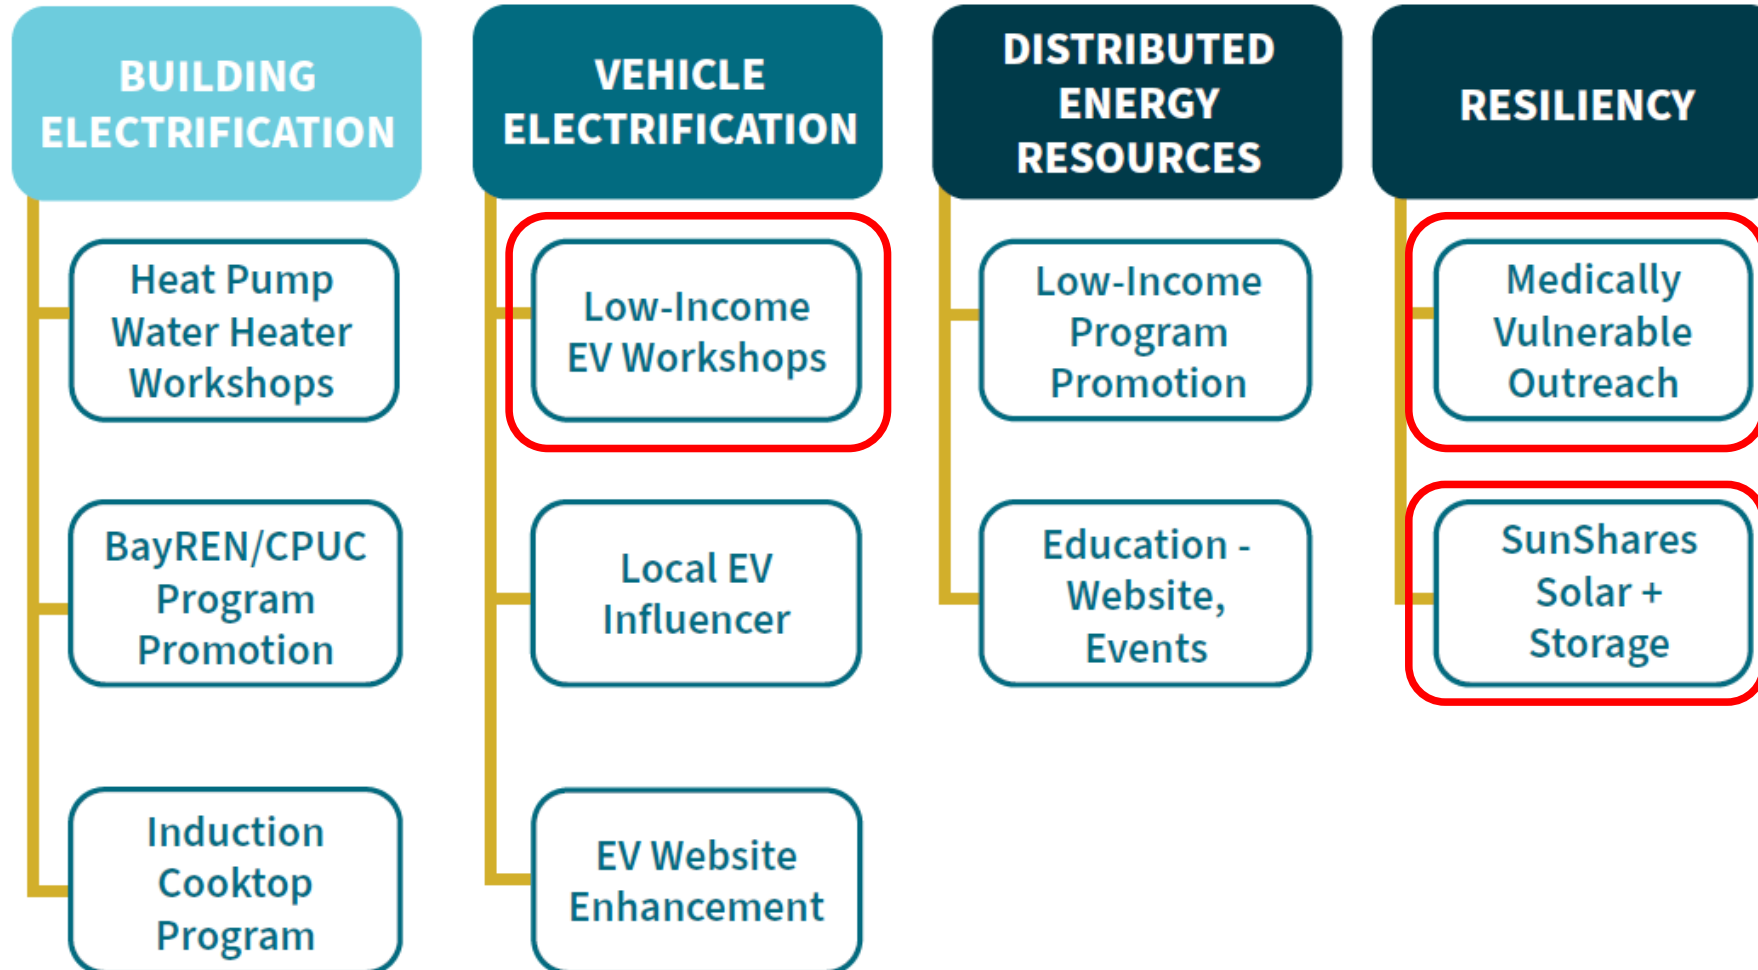 BUILDING
ELECTRIFICATION
Heat Pump
Water Heater
Workshops
BayREN/CPUC
Program
Promotion
Induction
Cooktop
Program
VEHICLE
ELECTRIFICATION
Low-Income
EV Workshops
Local EV
Influencer
EV Website
Enhancement
DISTRIBUTED
ENERGY
RESOURCES
Low-Income
Program
Promotion
Education -
Website,
Events
RESILIENCY
Medically
Vulnerable
Outreach
SunShares
Solar +
Storage